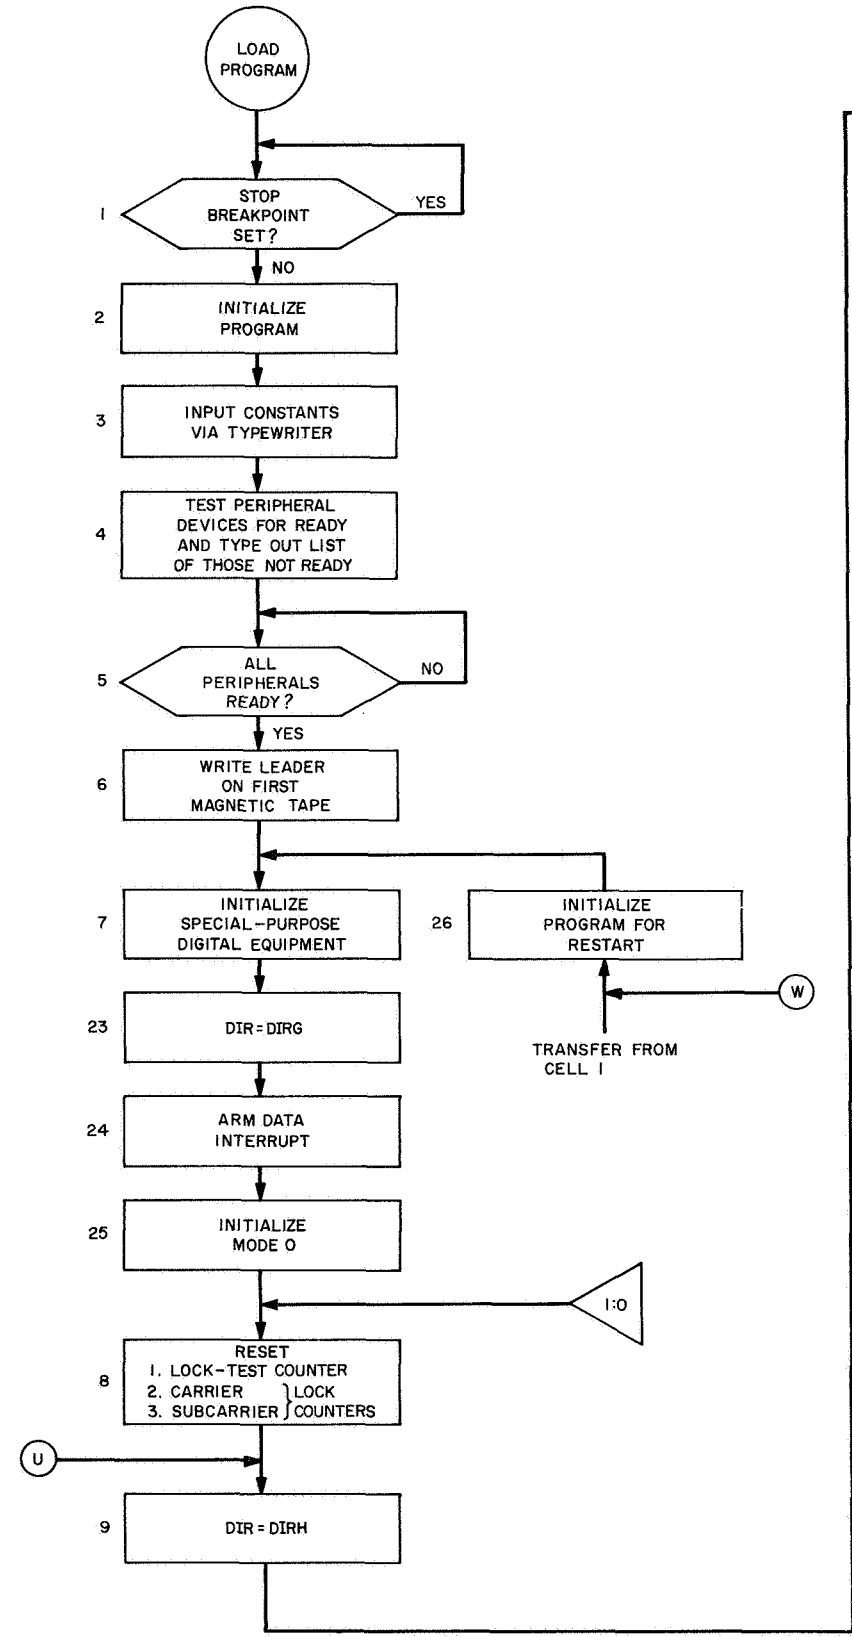 LOAD
PROGRAM
1
STOP
BREAKPOINT
SET?
YES
NO
2
INITIALIZE
PROGRAM
3
INPUT CONSTANTS
VIA TYPEWRITER
4
TEST PERIPHERAL
DEVICES FOR READY
AND TYPE OUT LIST
OF THOSE NOT READY
5
ALL
PERIPHERALS
READY?
NO
YES
6
WRITE LEADER
ON FIRST
MAGNETIC TAPE
7
INITIALIZE
SPECIAL-PURPOSE
DIGITAL EQUIPMENT
26
INITIALIZE
PROGRAM FOR
RESTART
W
TRANSFER FROM
CELL 1
23
DIR=DIRG
24
ARM DATA
INTERRUPT
25
INITIALIZE
MODE 0
1:0
8
RESET
1. LOCK-TEST COUNTER
2. CARRIER } LOCK
3. SUBCARRIER } COUNTERS
U
9
DIR=DIRH